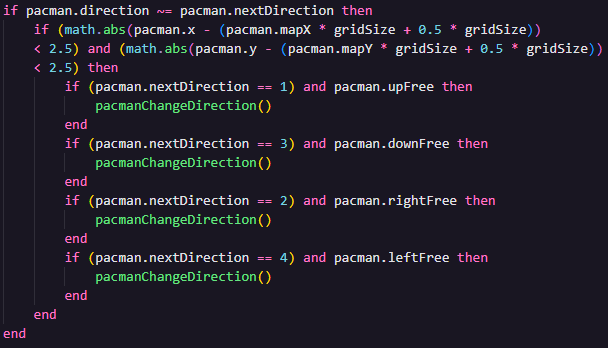 if pacman.direction ~= pacman.nextDirection then
    if (math.abs(pacman.x - (pacman.mapX * gridSize + 0.5 * gridSize))
    < 2.5) and (math.abs(pacman.y - (pacman.mapY * gridSize + 0.5 * gridSize))
    < 2.5) then
        if (pacman.nextDirection == 1) and pacman.upFree then
            pacmanChangeDirection()
        end
        if (pacman.nextDirection == 3) and pacman.downFree then
            pacmanChangeDirection()
        end
        if (pacman.nextDirection == 2) and pacman.rightFree then
            pacmanChangeDirection()
        end
        if (pacman.nextDirection == 4) and pacman.leftFree then
            pacmanChangeDirection()
        end
    end
end